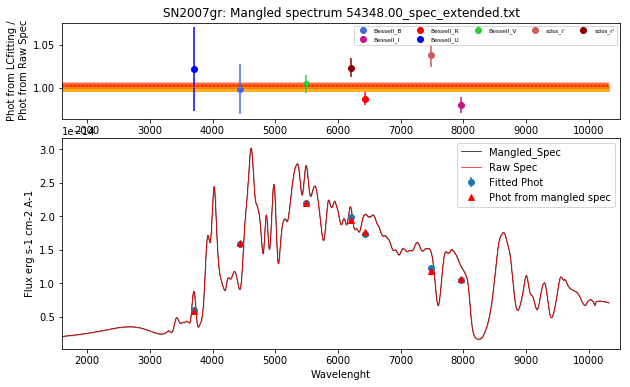 SN2007gr: Mangled spectrum 54348.00_spec_extended.txt
Phot from LCfitting /
Phot from Raw Spec
1.05
1.00
Bessell_B
Bessell_I
Bessell_R
Bessell_U
Bessell_V
sdss_i'
sdss_r'
2000 3000 4000 5000 6000 7000 8000 9000 10000
1e−14
Flux erg s-1 cm-2 A-1
3.0
2.5
2.0
1.5
1.0
0.5
Mangled_Spec
Raw Spec
Fitted Phot
Phot from mangled spec
2000 3000 4000 5000 6000 7000 8000 9000 10000
Wavelenght